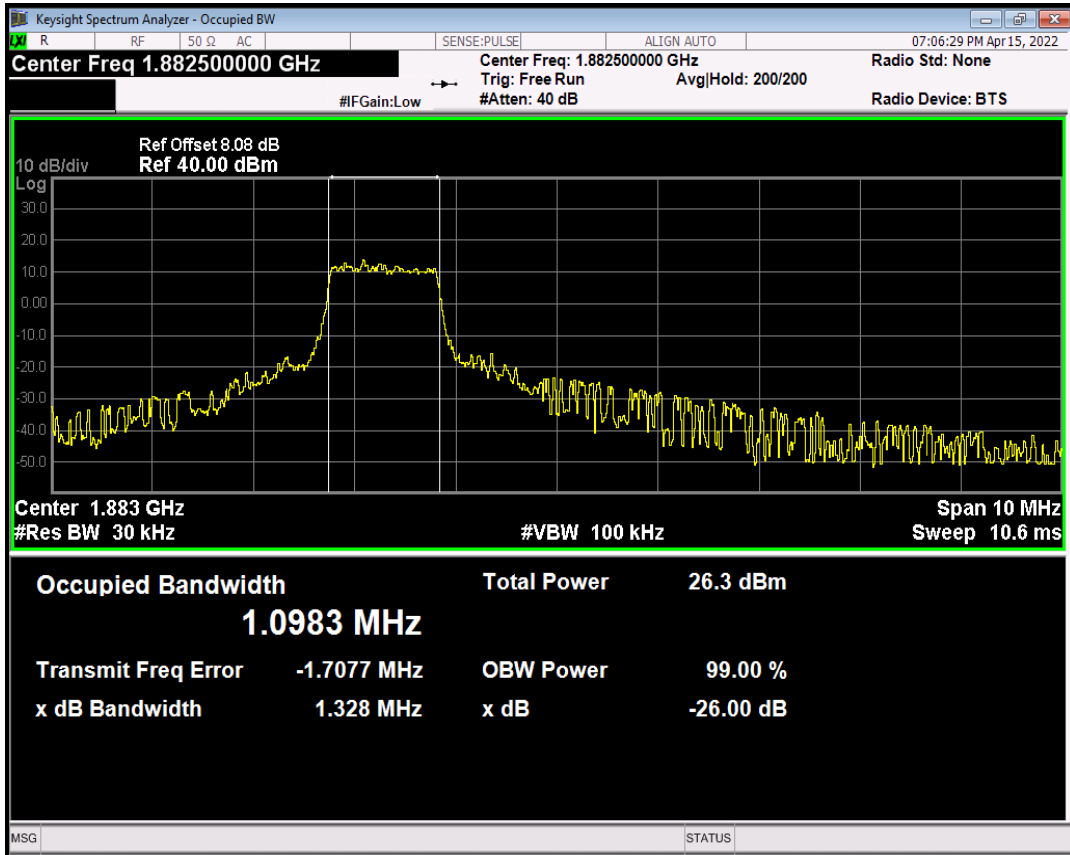 Keysight Spectrum Analyzer - Occupied BW
LXI R RF 50 Ω AC SENSE:PULSE ALIGN AUTO 07:06:29 PM Apr 15, 2022
Center Freq 1.882500000 GHz Center Freq: 1.882500000 GHz Radio Std: None
Trig: Free Run Avg|Hold: 200/200
#IFGain:Low #Atten: 40 dB Radio Device: BTS
Ref Offset 8.08 dB
10 dB/div Ref 40.00 dBm
Log
30.0
20.0
10.0
0.00
-10.0
-20.0
-30.0
-40.0
-50.0
Center 1.883 GHz Span 10 MHz
#Res BW 30 kHz #VBW 100 kHz Sweep 10.6 ms
Occupied Bandwidth Total Power 26.3 dBm
1.0983 MHz
Transmit Freq Error -1.7077 MHz OBW Power 99.00 %
x dB Bandwidth 1.328 MHz x dB -26.00 dB
MSG STATUS